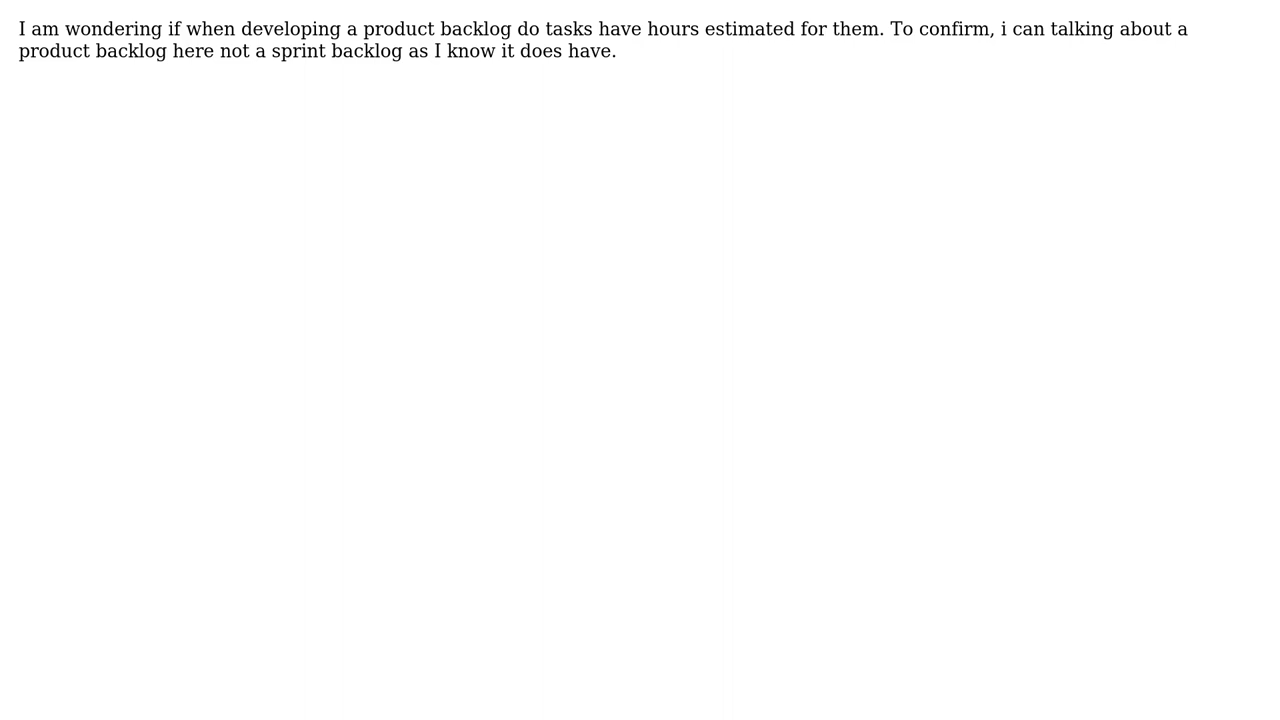 I am wondering if when developing a product backlog do tasks have hours estimated for them. To confirm, i can talking about a
product backlog here not a sprint backlog as I know it does have.